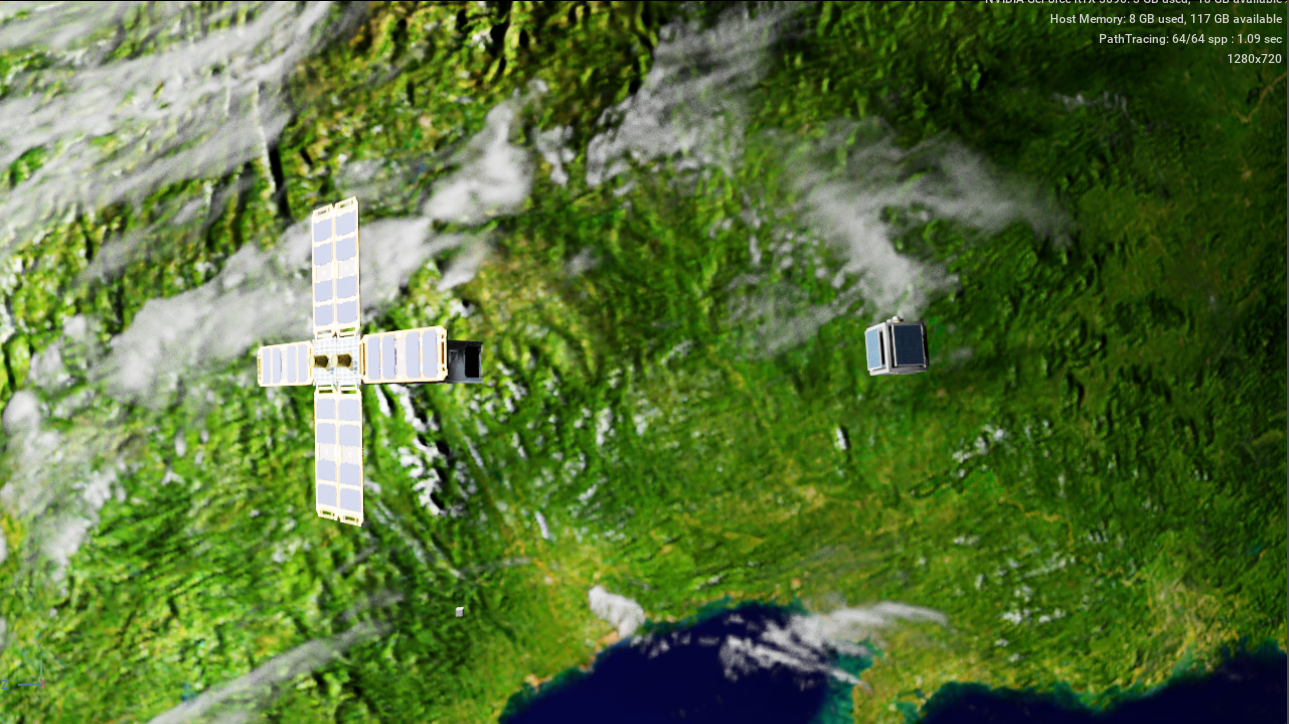 Host Memory: 8 GB used, 117 GB available
PathTracing: 64/64 spp : 1.09 sec
1280x720